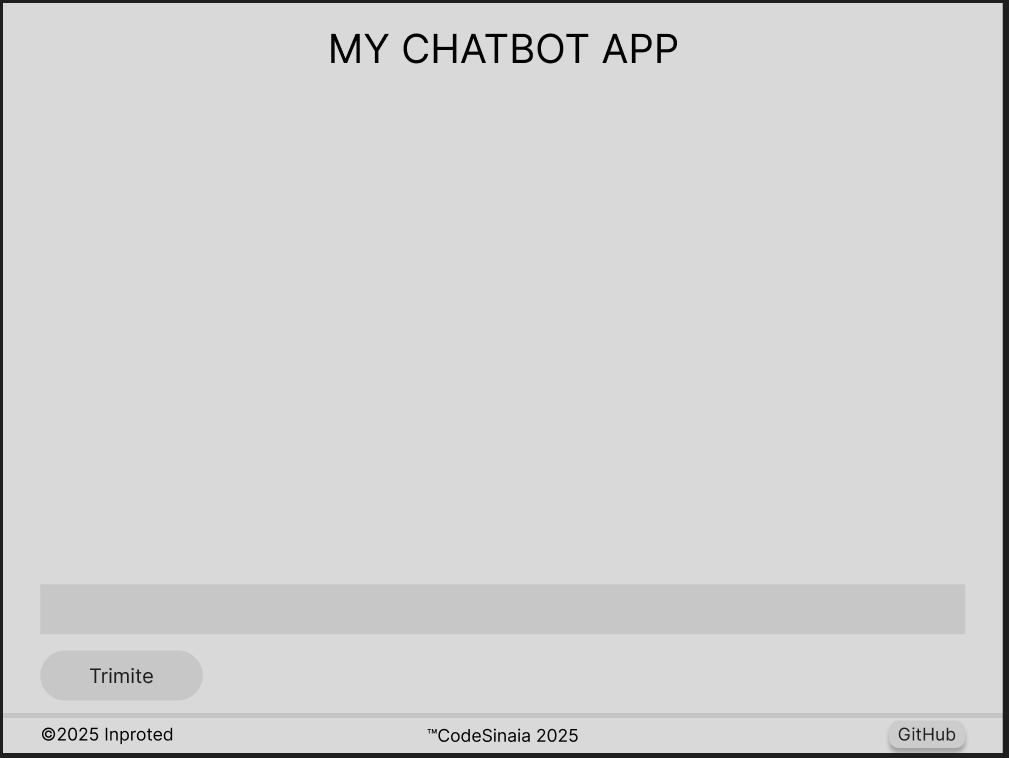 MY CHATBOT APP
Trimite
©2025 Inproted
™CodeSinaia 2025
GitHub